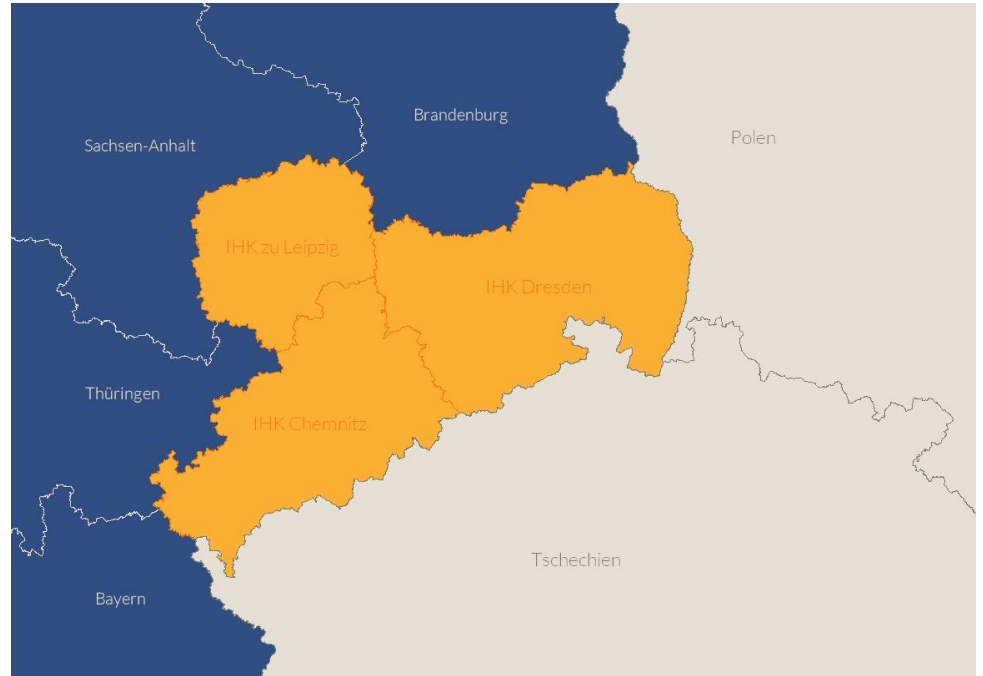 Brandenburg
Sachsen-Anhalt
Polen
IHK zu Leipzig
IHK Dresden
Thüringen
IHK Chemnitz
Tschechien
Bayern